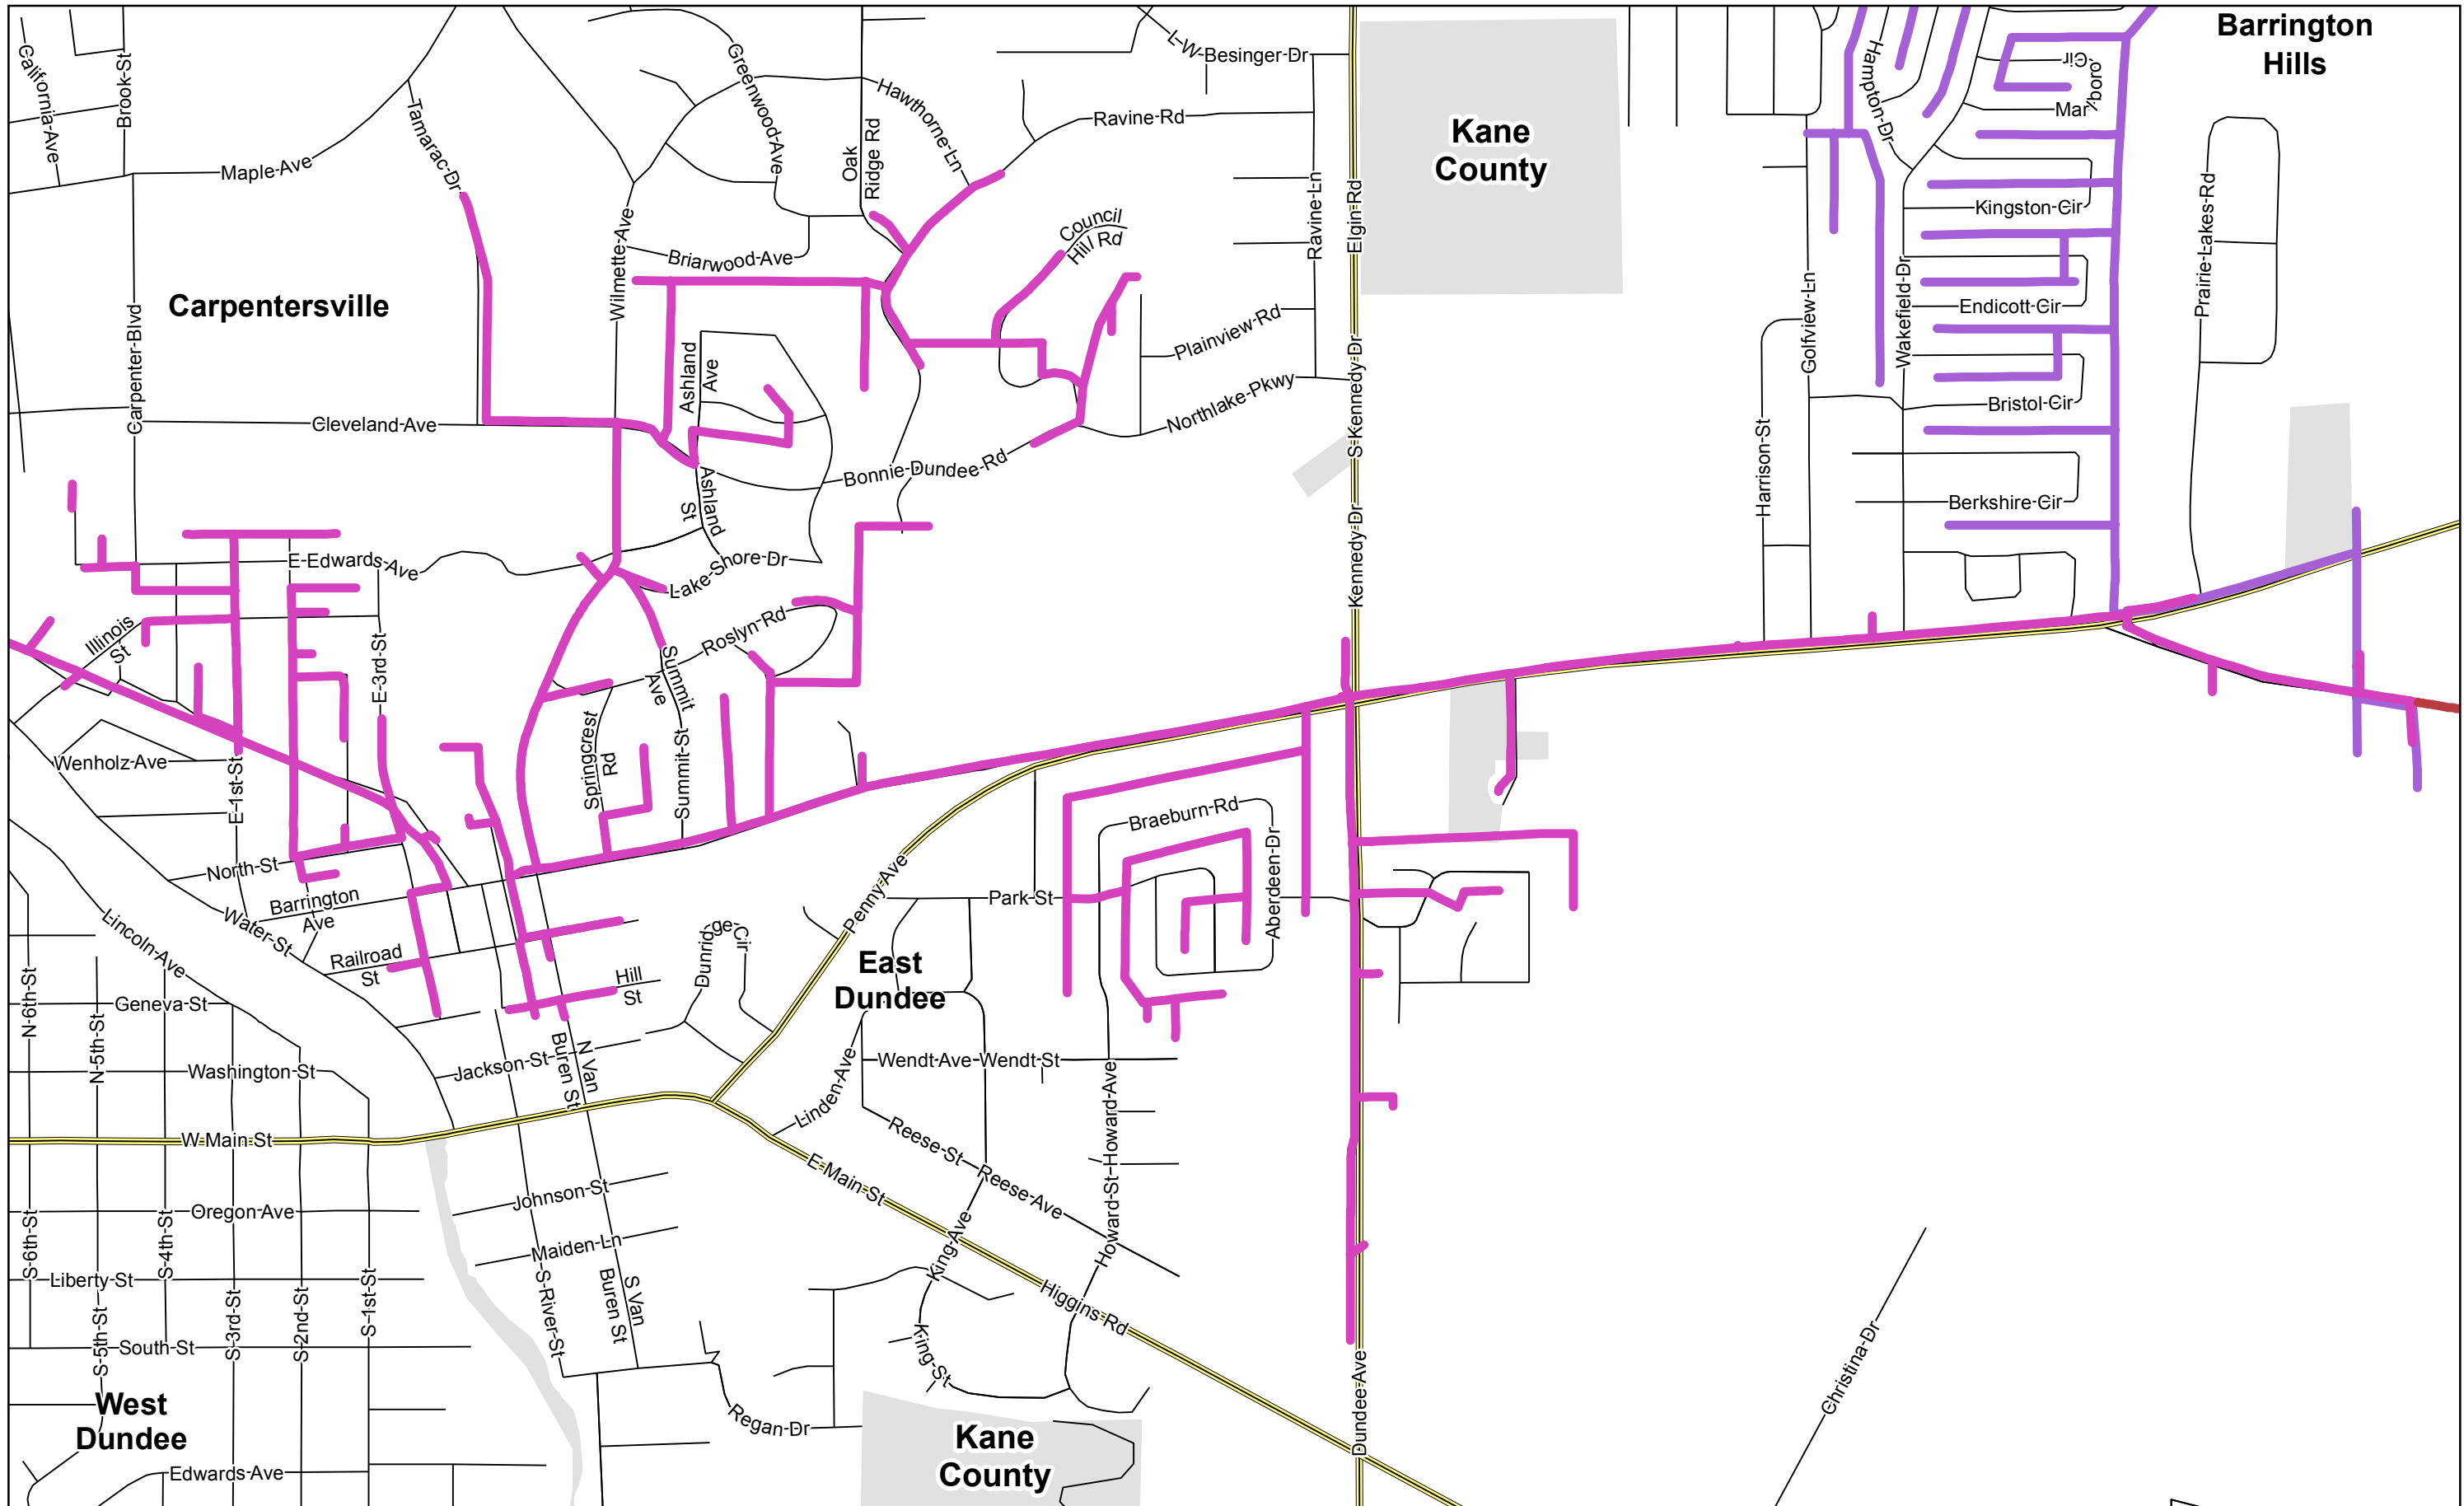 Barrington
Hills
L-W-Besinger-Dr
California-Ave
Brook-St
Greenwood-Ave
Hampton-Dr
Cir
Mar
boro
Hawthorne-Ln
Tamarac-Dr
Ravine-Rd
Kane
County
Oak
Ridge Rd
Maple-Ave
Ravine-Ln
Elgin-Rd
Prairie-Lakes-Rd
Kingston-Cir
Council
Hill Rd
Wilmette-Ave
Briarwood-Ave
Carpentersville
Endicott-Cir
Carpenter-Blvd
Golfview-Ln
Wakefield-Dr
Plainview-Rd
Ashland
Ave
S-Kennedy-Dr
Northlake-Pkwy
Bristol-Cir
Cleveland-Ave
Harrison-St
Bonnie-Dundee-Rd
Ashland
St
Berkshire-Cir
Kennedy-Dr
E-Edwards-Ave
Lake-Shore-Dr
Roslyn-Rd
Illinois
St
E-3rd-St
Summit
Ave
Springcrest
Rd
Summit-St
Wenholz-Ave
E-1st-St
Braeburn-Rd
Aberdeen-Dr
North-St
Penny-Ave
Park-St
Barrington
Ave
Water-St
Lincoln-Ave
Railroad
St
Dunridge-Cir
East
Dundee
Hill
St
N-6th-St
Geneva-St
N-5th-St
N Van
Buren St
Jackson-St
Wendt-Ave
Wendt-St
Washington-St
Linden-Ave
Howard-Ave
W-Main-St
Reese-St
Reese-Ave
E-Main-St
Johnson-St
Oregon-Ave
S-6th-St
S-4th-St
Howard-St
King-Ave
Maiden-Ln
Liberty-St
S-River-St
S Van
Buren St
Higgins-Rd
S-5th-St
S-3rd-St
S-2nd-St
S-1st-St
South-St
King-St
Christina-Dr
Dundee-Ave
West
Dundee
Regan-Dr
Kane
County
Edwards-Ave